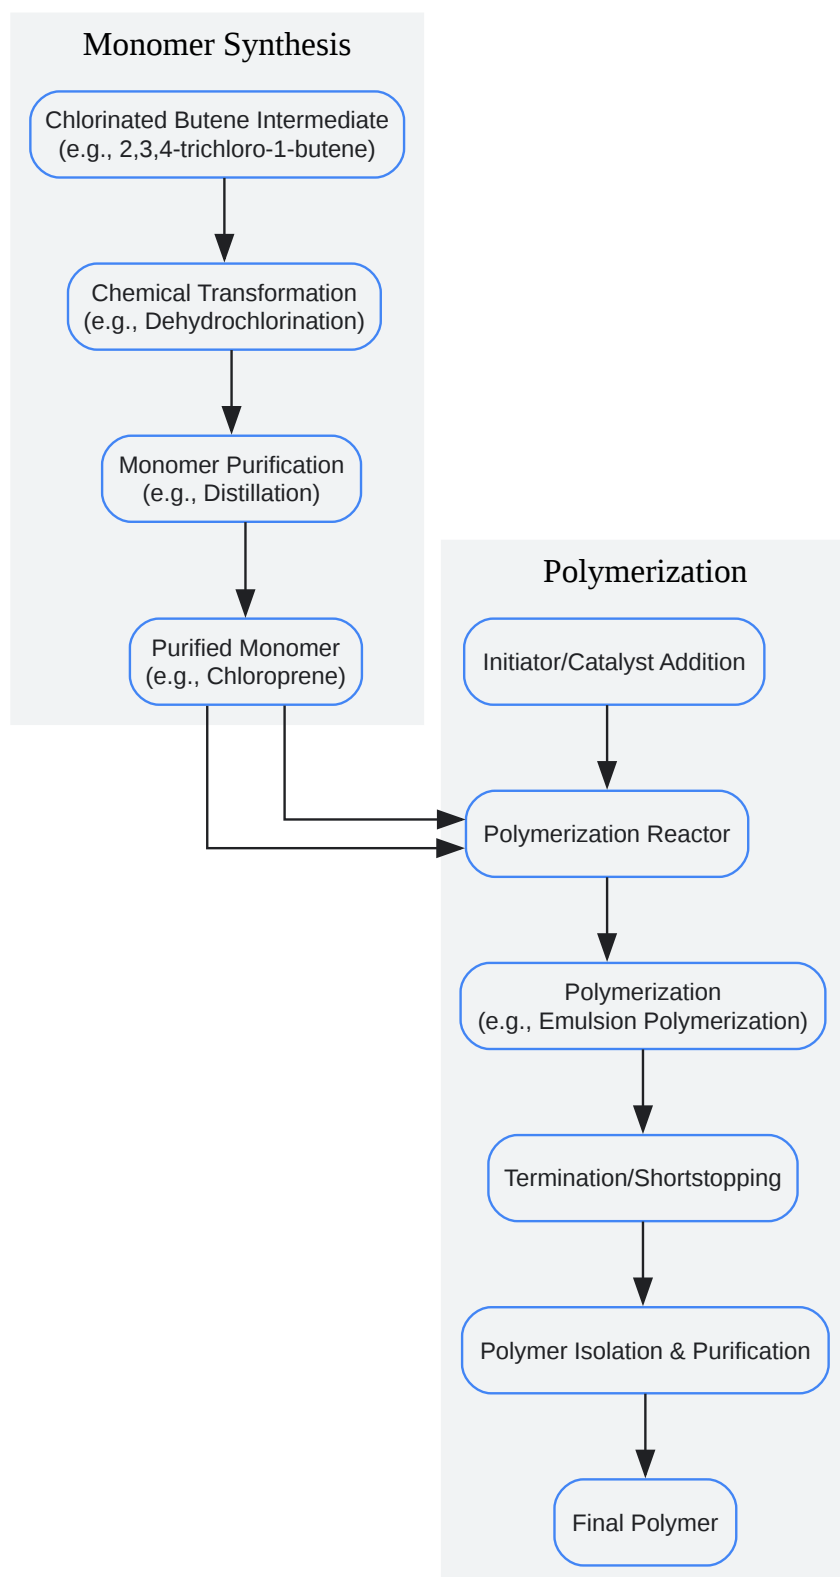 Monomer Synthesis
Chlorinated Butene Intermediate
(e.g., 2,3,4-trichloro-1-butene)
Chemical Transformation
(e.g., Dehydrochlorination)
Monomer Purification
(e.g., Distillation)
Purified Monomer
(e.g., Chloroprene)
Polymerization
Initiator/Catalyst Addition
Polymerization Reactor
Polymerization
(e.g., Emulsion Polymerization)
Termination/Shortstopping
Polymer Isolation & Purification
Final Polymer